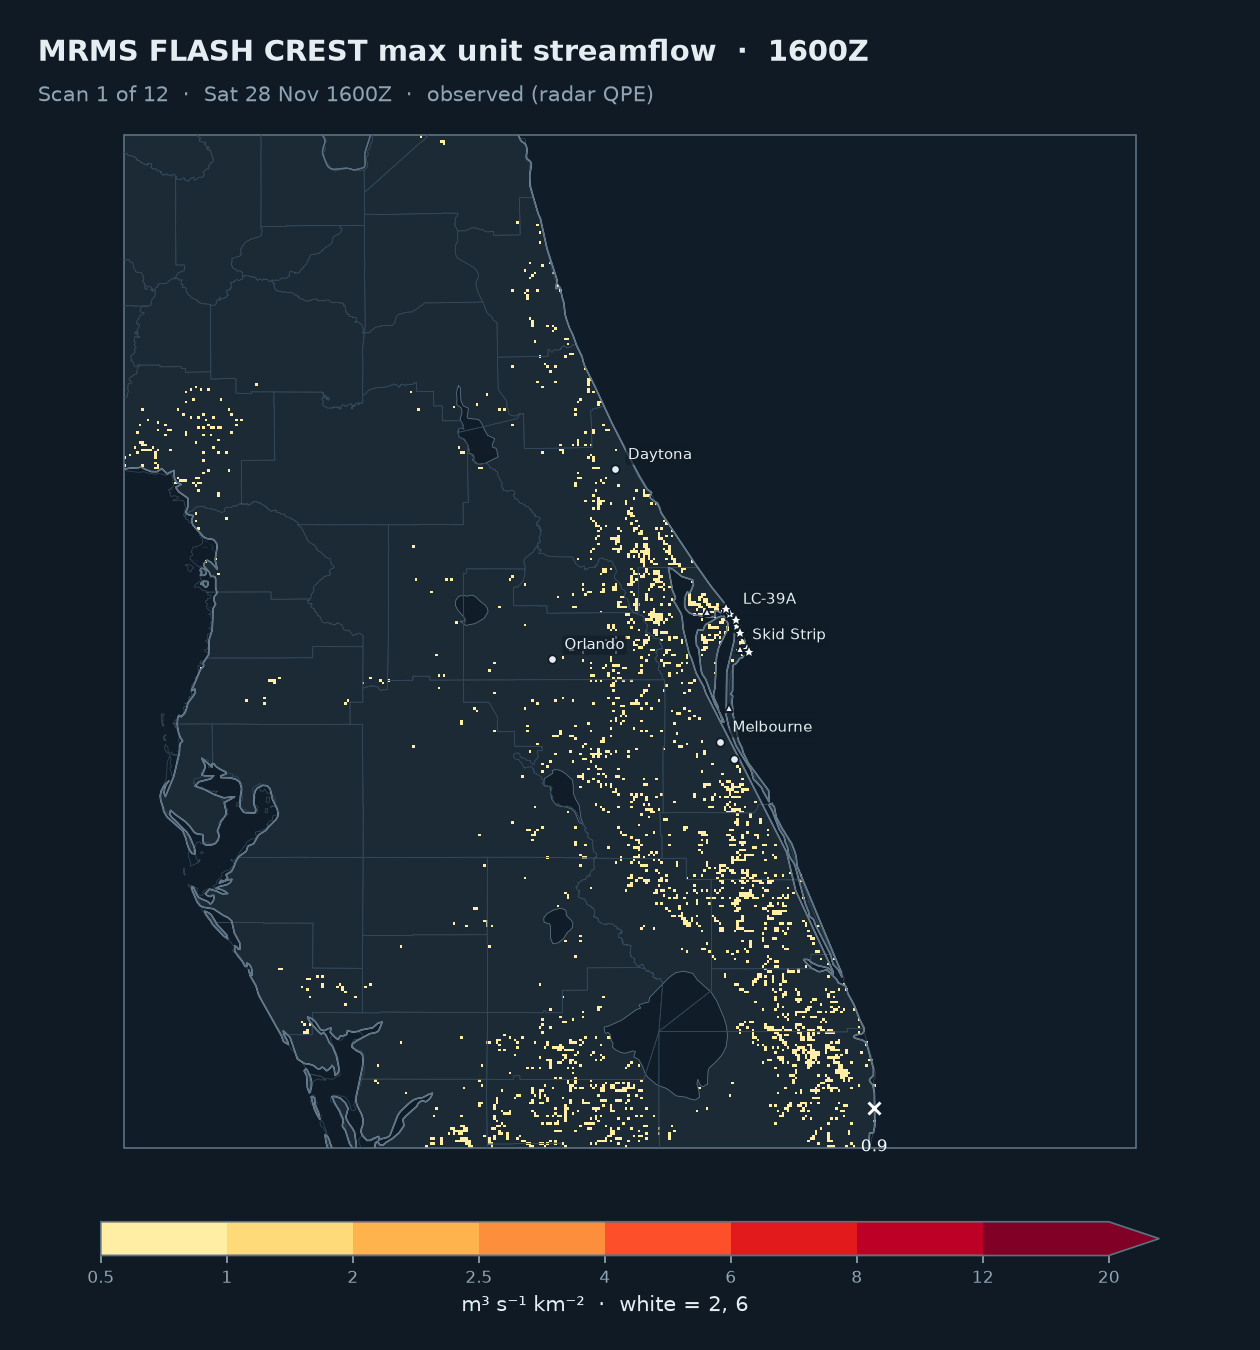 MRMS FLASH CREST max unit streamflow · 1600Z
Scan 1 of 12 · Sat 28 Nov 1600Z · observed (radar QPE)
Daytona
LC-39A
Skid Strip
Orlando
Melbourne
0.9
0.5 1 2 2.5 4 6 8 12 20
m³ s⁻¹ km⁻² · white = 2, 6